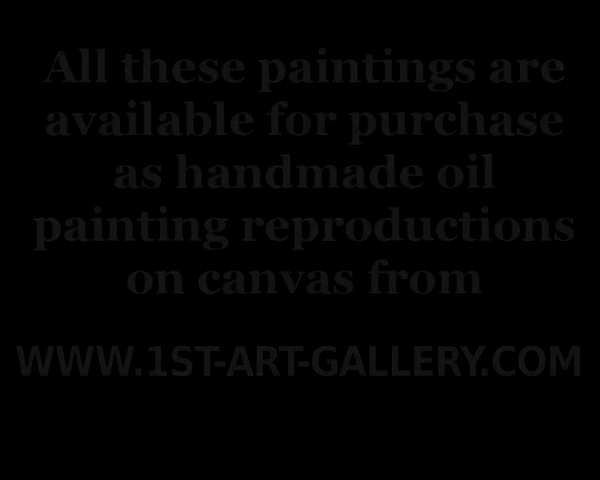 All these paintings are
available for purchase
as handmade oil
painting reproductions
on canvas from
WWW.1ST-ART-GALLERY.COM